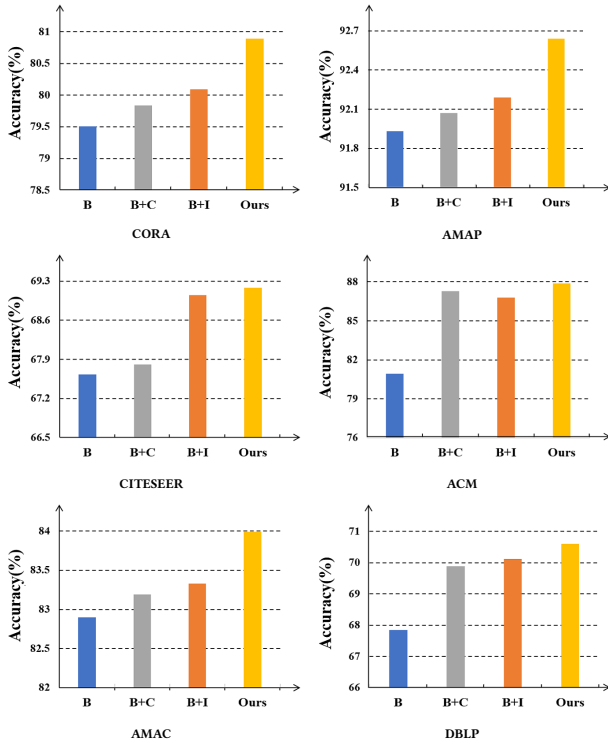 Accuracy(%)
81
80.5
80
79.5
79
78.5
B B+C B+I Ours
CORA
Accuracy(%)
92.7
92.4
92.1
91.8
91.5
B B+C B+I Ours
AMAP
Accuracy(%)
69.3
68.6
67.9
67.2
66.5
B B+C B+I Ours
CITESEER
Accuracy(%)
88
85
82
79
76
B B+C B+I Ours
ACM
Accuracy(%)
84
83.5
83
82.5
82
B B+C B+I Ours
AMAC
Accuracy(%)
71
70
69
68
67
66
B B+C B+I Ours
DBLP